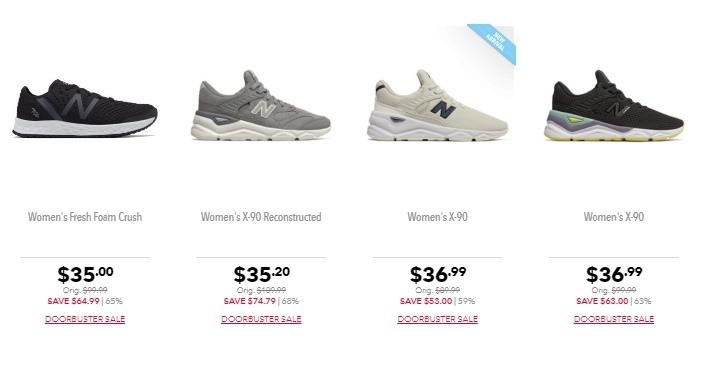 NEW
ARRIVAL
Women's Fresh Foam Crush
$35.00
Orig. $99.99
SAVE $64.99 | 65%
DOORBUSTER SALE
Women's X-90 Reconstructed
$35.20
Orig. $109.99
SAVE $74.79 | 68%
DOORBUSTER SALE
Women's X-90
$36.99
Orig. $89.99
SAVE $53.00 | 59%
DOORBUSTER SALE
Women's X-90
$36.99
Orig. $99.99
SAVE $63.00 | 63%
DOORBUSTER SALE